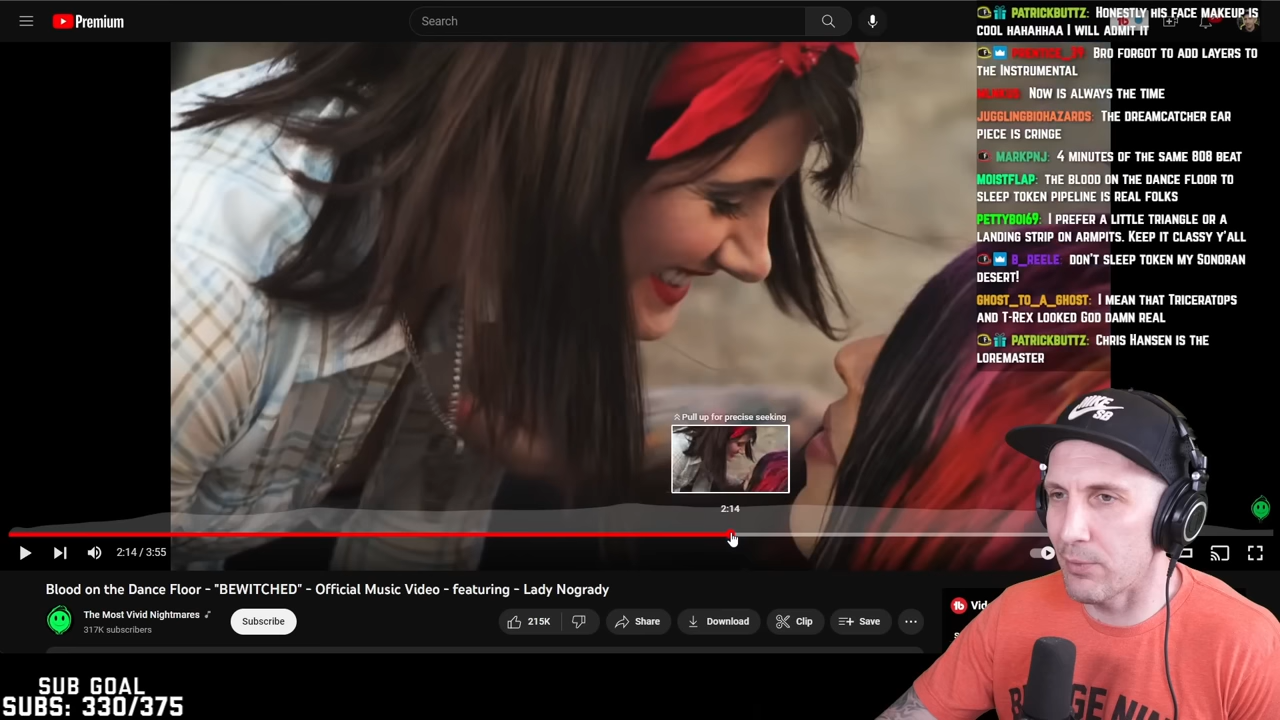 Premium
Search
PATRICKBUTTZ: HONESTLY HIS FACE MAKEUP IS
COOL HAHAHHAA I WILL ADMIT IT
BRO FORGOT TO ADD LAYERS TO
THE INSTRUMENTAL
NOW IS ALWAYS THE TIME
JUGGLINGBIOHAZARDS: THE DREAMCATCHER EAR
PIECE IS CRINGE
MARKPNJ: 4 MINUTES OF THE SAME 808 BEAT
MOISTFLAP: THE BLOOD ON THE DANCE FLOOR TO
SLEEP TOKEN PIPELINE IS REAL FOLKS
PETTYBOI69: I PREFER A LITTLE TRIANGLE OR A
LANDING STRIP ON ARMPITS. KEEP IT CLASSY Y'ALL
B_REELE: DON'T SLEEP TOKEN MY SONORAN
DESERT!
GHOST_TO_A_GHOST: I MEAN THAT TRICERATOPS
AND T-REX LOOKED GOD DAMN REAL
PATRICKBUTTZ: CHRIS HANSEN IS THE
LOREMASTER
Pull up for precise seeking
2:14
2:14 / 3:55
NIKE
SB
Blood on the Dance Floor - "BEWITCHED" - Official Music Video - featuring - Lady Nogrady
The Most Vivid Nightmares
317K subscribers
Subscribe
215K
Share
Download
Clip
Save
Vid
SUB GOAL
SUBS: 330/375